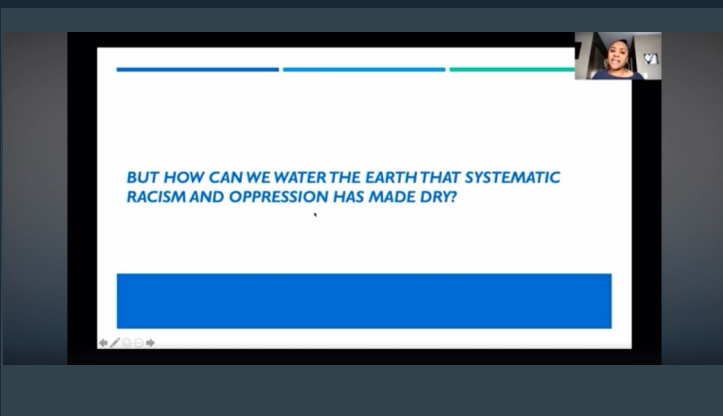 BUT HOW CAN WE WATER THE EARTH THAT SYSTEMATIC
RACISM AND OPPRESSION HAS MADE DRY?